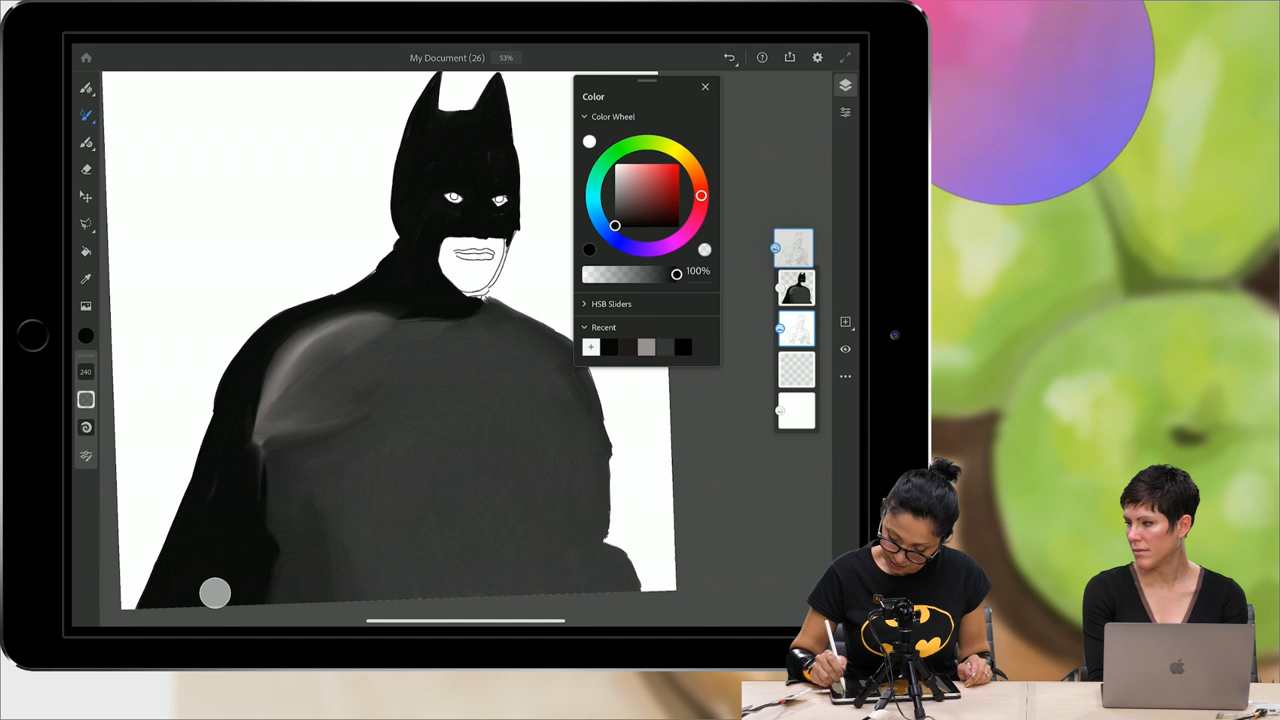 My Document (26)
53%
Color
Color Wheel
100%
HSB Sliders
Recent
240